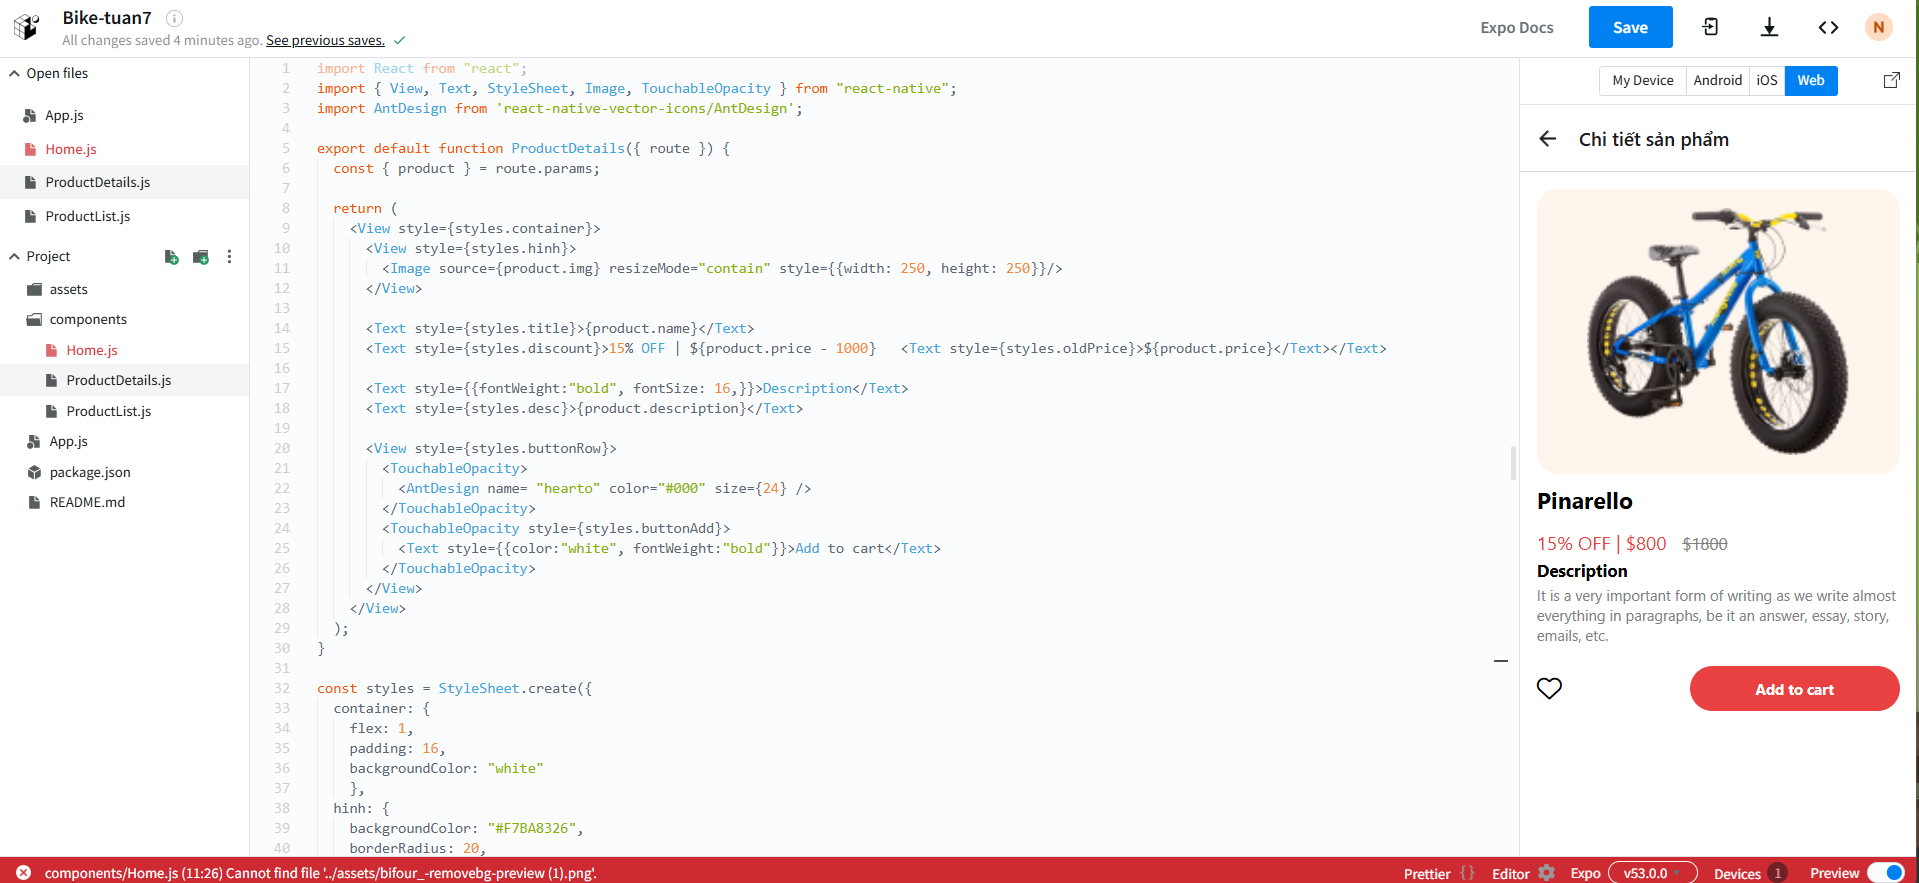 Bike-tuan7
All changes saved 4 minutes ago. See previous saves.
Expo Docs
Save
N
Open files
App.js
Home.js
ProductDetails.js
ProductList.js
Project
assets
components
Home.js
ProductDetails.js
ProductList.js
App.js
package.json
README.md
1 import React from "react";
2 import { View, Text, StyleSheet, Image, TouchableOpacity } from "react-native";
3 import AntDesign from 'react-native-vector-icons/AntDesign';
4
5 export default function ProductDetails({ route }) {
6 const { product } = route.params;
7
8 return (
9 <View style={styles.container}>
10 <View style={styles.hinh}>
11 <Image source={product.img} resizeMode="contain" style={{width: 250, height: 250}}/>
12 </View>
13
14 <Text style={styles.title}>{product.name}</Text>
15 <Text style={styles.discount}>15% OFF | ${product.price - 1000}   <Text style={styles.oldPrice}>${product.price}</Text></Text>
16
17 <Text style={{fontWeight:"bold", fontSize: 16,}}>Description</Text>
18 <Text style={styles.desc}>{product.description}</Text>
19
20 <View style={styles.buttonRow}>
21 <TouchableOpacity>
22 <AntDesign name= "hearto" color="#000" size={24} />
23 </TouchableOpacity>
24 <TouchableOpacity style={styles.buttonAdd}>
25 <Text style={{color:"white", fontWeight:"bold"}}>Add to cart</Text>
26 </TouchableOpacity>
27 </View>
28 </View>
29 );
30 }
31
32 const styles = StyleSheet.create({
33 container: {
34 flex: 1,
35 padding: 16,
36 backgroundColor: "white"
37 },
38 hinh: {
39 backgroundColor: "#F7BA8326",
40 borderRadius: 20,
My Device Android iOS Web
Chi tiết sản phẩm
Pinarello
15% OFF | $800 $1800
Description
It is a very important form of writing as we write almost
everything in paragraphs, be it an answer, essay, story,
emails, etc.
Add to cart
components/Home.js (11:26) Cannot find file '../assets/bifour_-removebg-preview (1).png'.
Prettier { } Editor Expo v53.0.0 Devices 1 Preview